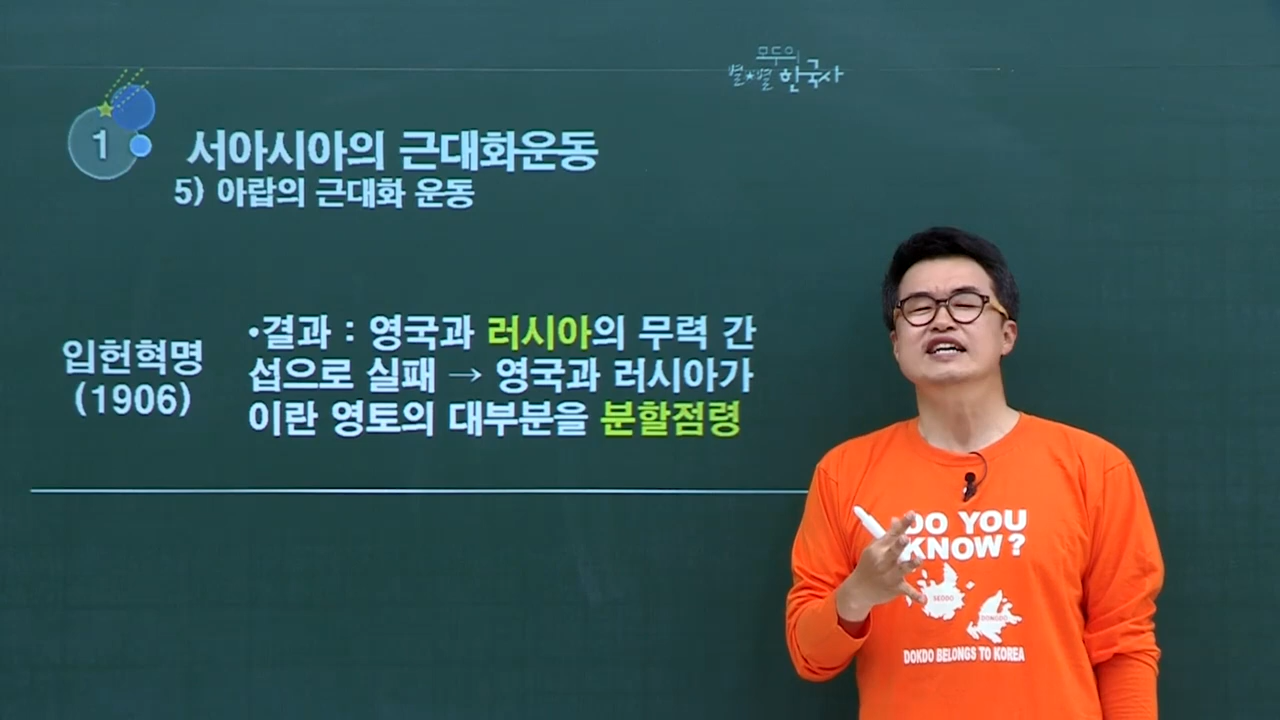 모두의
별★별 한국사
1
서아시아의 근대화운동
5) 아랍의 근대화 운동
입헌혁명
(1906)
•결과 : 영국과 러시아의 무력 간
섭으로 실패 → 영국과 러시아가
이란 영토의 대부분을 분할점령
DO YOU
KNOW?
SEODO
DONGDO
DOKDO BELONGS TO KOREA